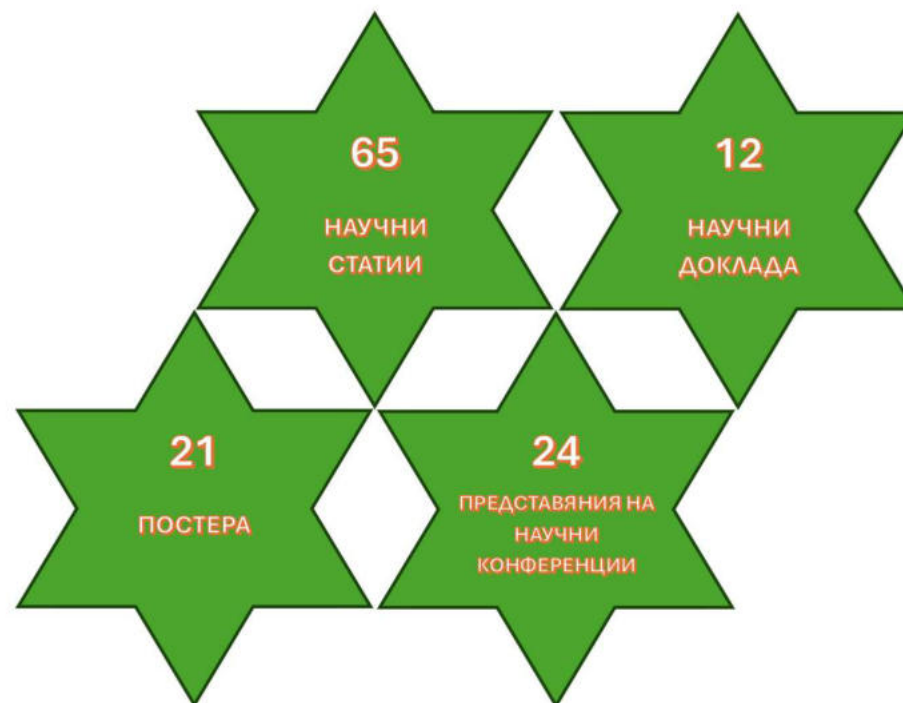 65
НАУЧНИ
СТАТИИ
12
НАУЧНИ
ДОКЛАДА
21
ПОСТЕРА
24
ПРЕДСТАВЯНИЯ НА
НАУЧНИ
КОНФЕРЕНЦИИ